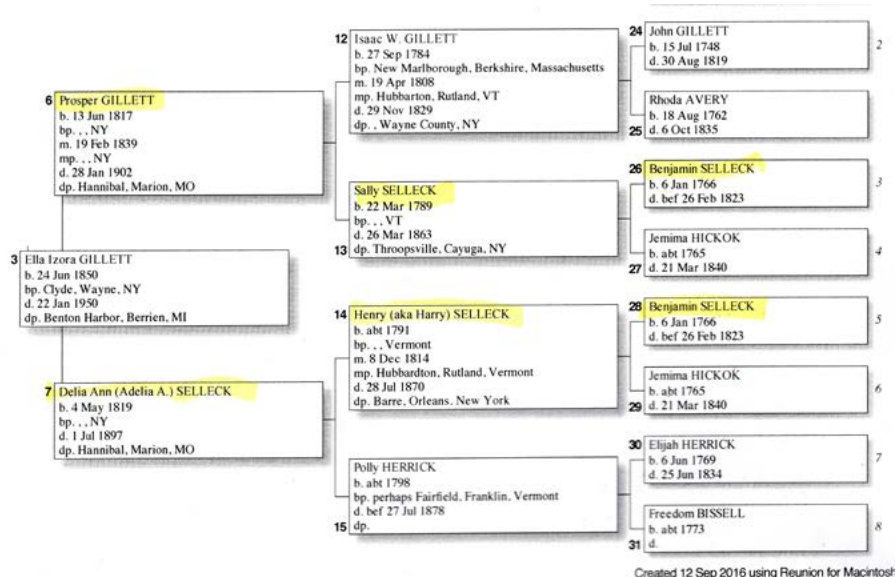 12 Isaac W. GILLETT
b. 27 Sep 1784
bp. New Marlborough, Berkshire, Massachusetts
m. 19 Apr 1808
mp. Hubbarton, Rutland, VT
d. 29 Nov 1829
dp. , Wayne County, NY
24 John GILLETT
b. 15 Jul 1748
d. 30 Aug 1819
2
Rhoda AVERY
b. 18 Aug 1762
25 d. 6 Oct 1835
6 Prosper GILLETT
b. 13 Jun 1817
bp. , , NY
m. 19 Feb 1839
mp. , , NY
d. 28 Jan 1902
dp. Hannibal, Marion, MO
Sally SELLECK
b. 22 Mar 1789
bp. , , VT
d. 26 Mar 1863
13 dp. Throopsville, Cayuga, NY
26 Benjamin SELLECK
b. 6 Jan 1766
d. bef 26 Feb 1823
3
Jemima HICKOK
b. abt 1765
27 d. 21 Mar 1840
4
3 Ella Izora GILLETT
b. 24 Jun 1850
bp. Clyde, Wayne, NY
d. 22 Jan 1950
dp. Benton Harbor, Berrien, MI
14 Henry (aka Harry) SELLECK
b. abt 1791
bp. , , Vermont
m. 8 Dec 1814
mp. Hubbardton, Rutland, Vermont
d. 28 Jul 1870
dp. Barre, Orleans, New York
28 Benjamin SELLECK
b. 6 Jan 1766
d. bef 26 Feb 1823
5
Jemima HICKOK
b. abt 1765
29 d. 21 Mar 1840
6
7 Delia Ann (Adelia A.) SELLECK
b. 4 May 1819
bp. , , NY
d. 1 Jul 1897
dp. Hannibal, Marion, MO
Polly HERRICK
b. abt 1798
bp. perhaps Fairfield, Franklin, Vermont
d. bef 27 Jul 1878
15 dp.
30 Elijah HERRICK
b. 6 Jun 1769
d. 25 Jun 1834
7
Freedom BISSELL
b. abt 1773
31 d.
8
Created 12 Sep 2016 using Reunion for Macintosh